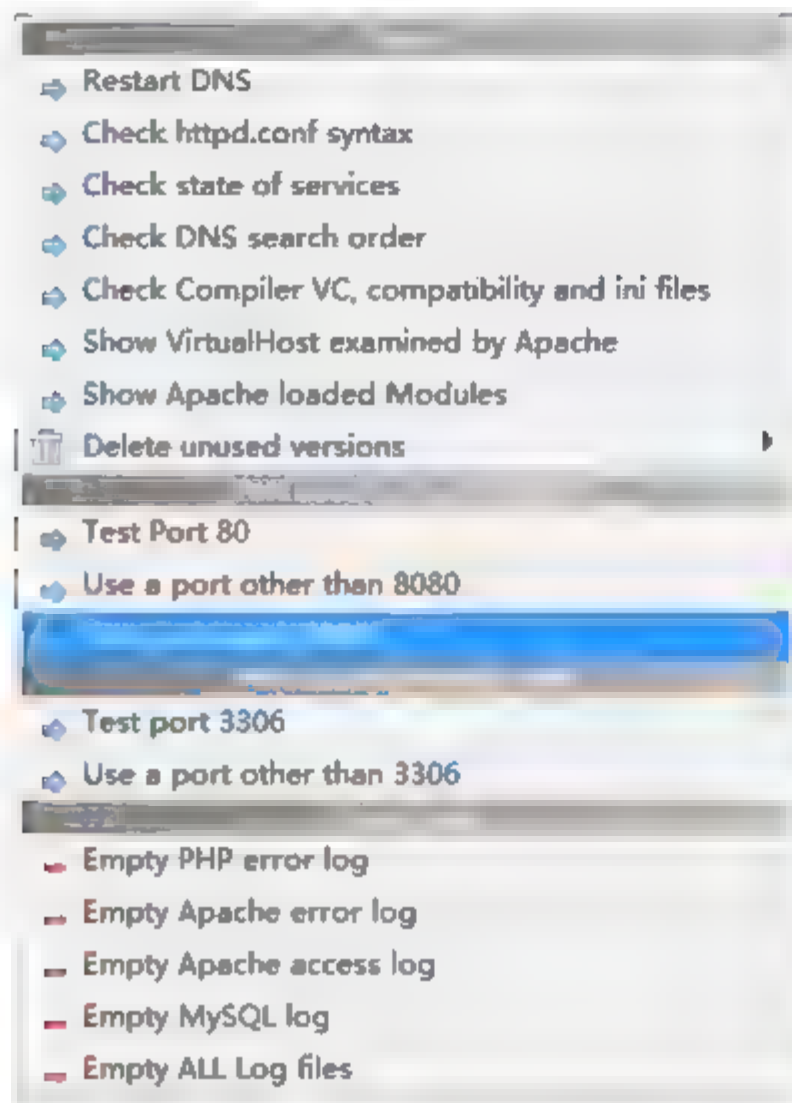 Restart DNS
Check httpd.conf syntax
Check state of services
Check DNS search order
Check Compiler VC, compatibility and ini files
Show VirtualHost examined by Apache
Show Apache loaded Modules
Delete unused versions
Test Port 80
Use a port other than 8080
Test port 3306
Use a port other than 3306
Empty PHP error log
Empty Apache error log
Empty Apache access log
Empty MySQL log
Empty ALL Log files